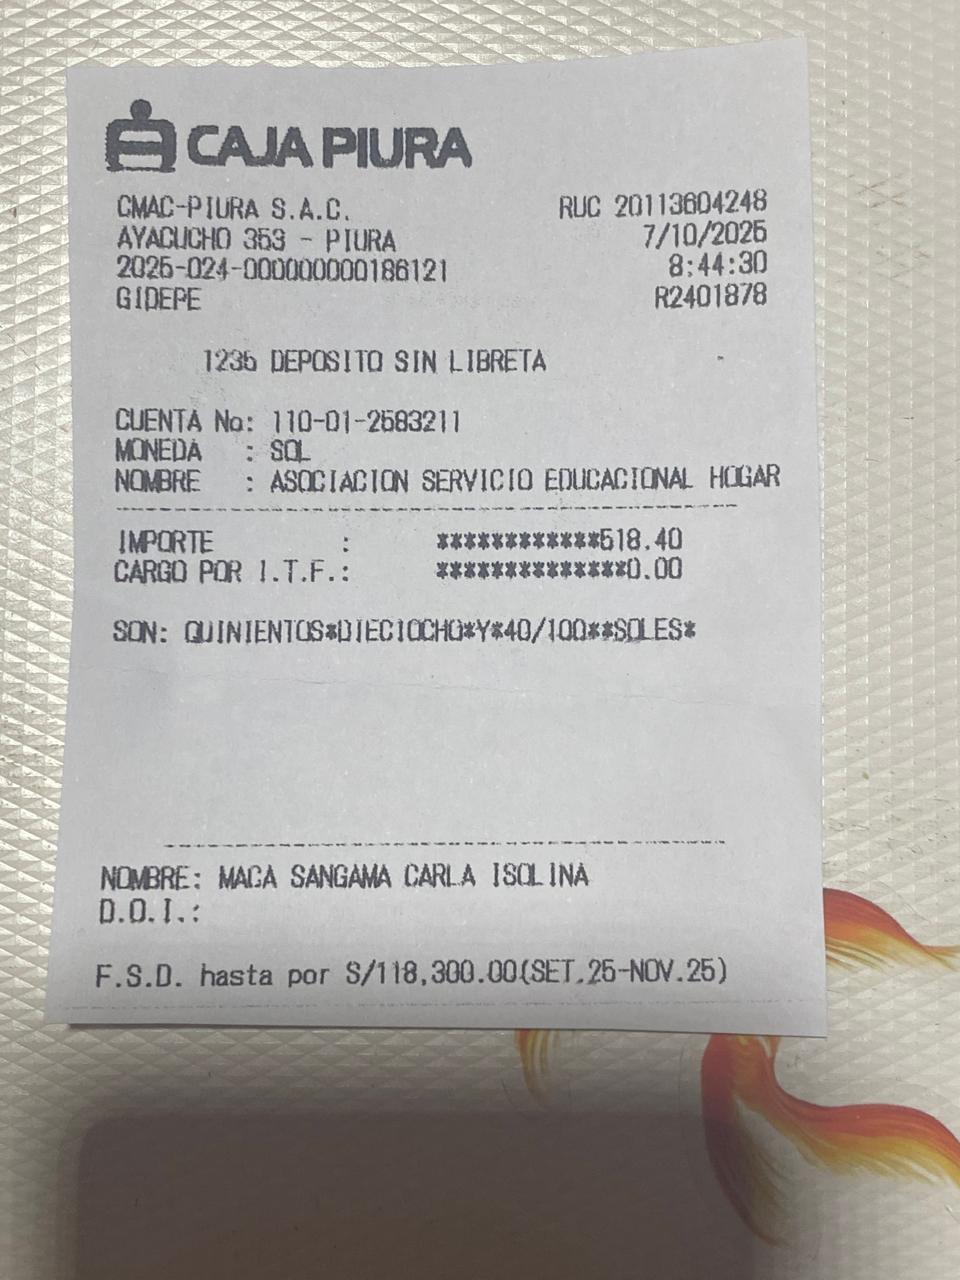 CAJA PIURA
CMAC-PIURA S.A.C. RUC 20113604248
AYACUCHO 353 - PIURA 7/10/2025
2025-024-000000000186121 8:44:30
GIDEPE R2401878
1235 DEPOSITO SIN LIBRETA
CUENTA No: 110-01-2583211
MONEDA : SOL
NOMBRE : ASOCIACION SERVICIO EDUCACIONAL HOGAR
IMPORTE : ************518.40
CARGO POR I.T.F.: **************0.00
SON: QUINIENTOS*DIECIOCHO*Y*40/100**SOLES*
NOMBRE: MACA SANGAMA CARLA ISOLINA
D.O.I.:
F.S.D. hasta por S/118,300.00(SET.25-NOV.25)